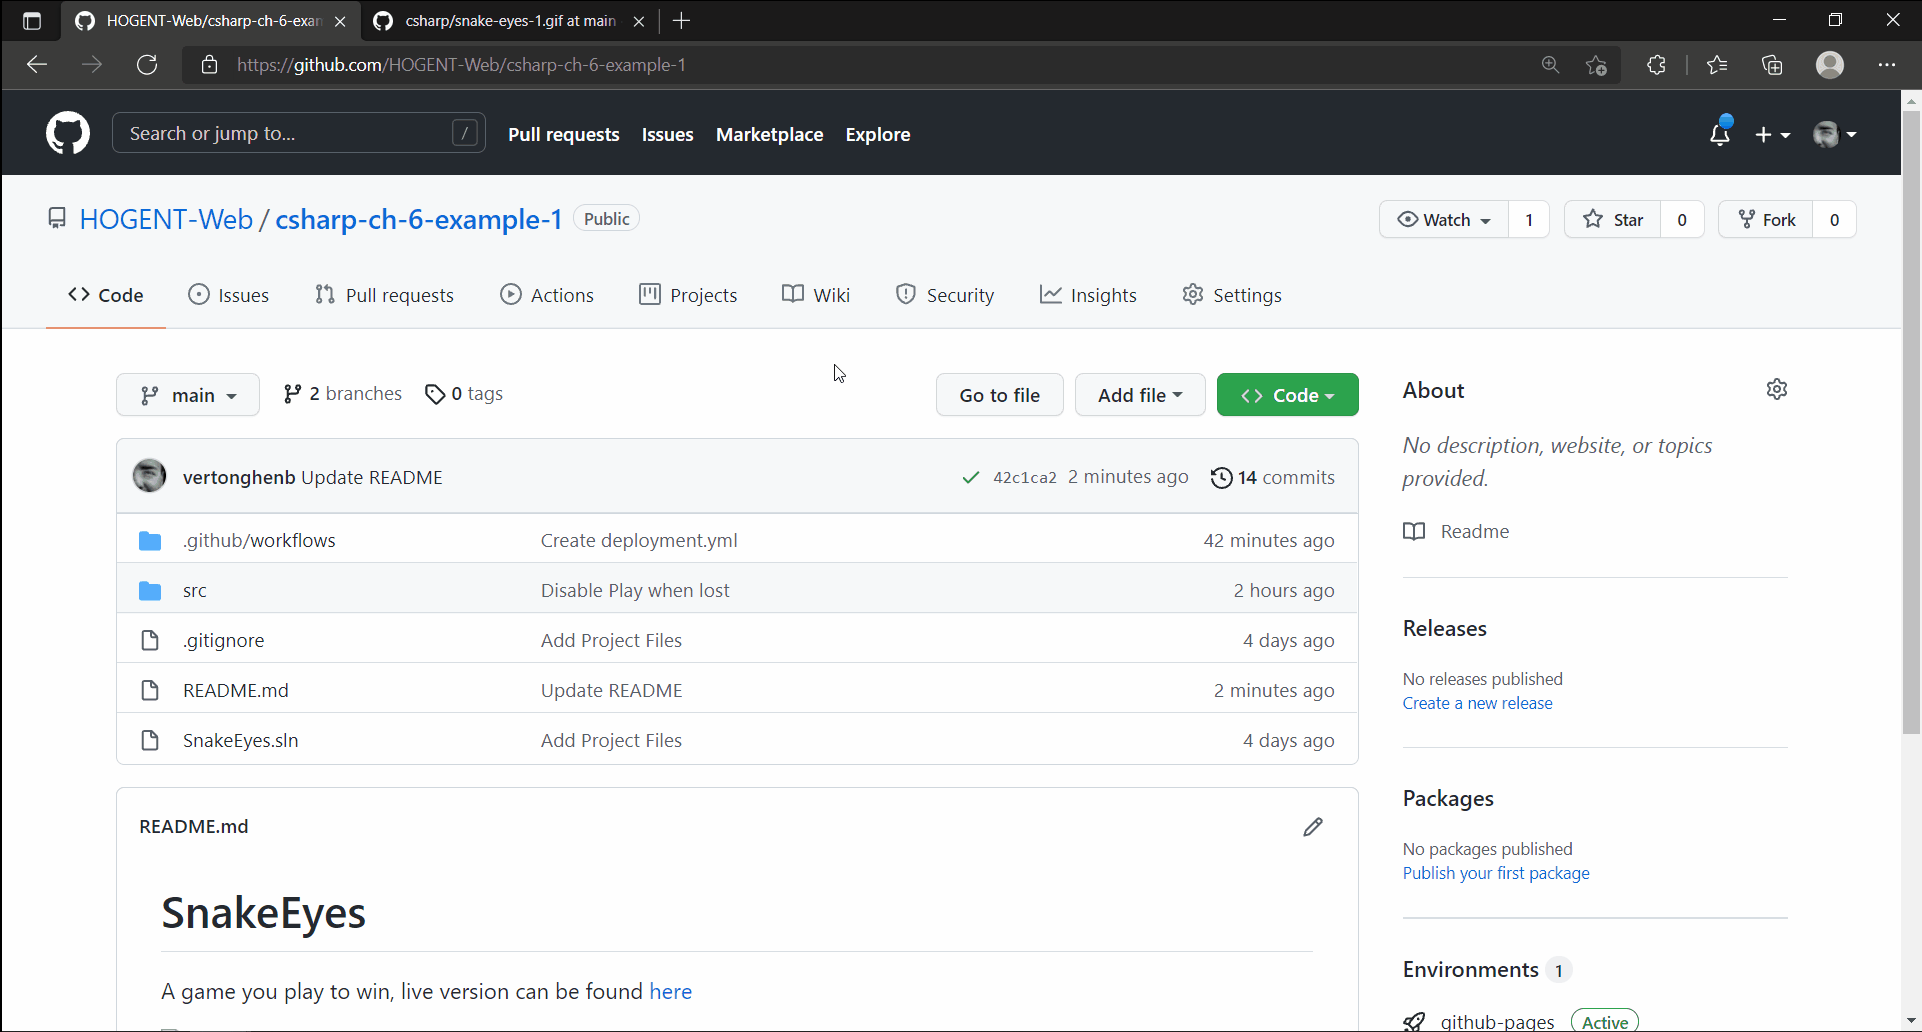 HOGENT-Web/csharp-ch-6-exan
csharp/snake-eyes-1.gif at main
https://github.com/HOGENT-Web/csharp-ch-6-example-1
Search or jump to... / Pull requests Issues Marketplace Explore
HOGENT-Web / csharp-ch-6-example-1 Public
Watch 1 Star 0 Fork 0
Code Issues Pull requests Actions Projects Wiki Security Insights Settings
main 2 branches 0 tags Go to file Add file Code
vertonghenb Update README 42c1ca2 2 minutes ago 14 commits
.github/workflows Create deployment.yml 42 minutes ago
src Disable Play when lost 2 hours ago
.gitignore Add Project Files 4 days ago
README.md Update README 2 minutes ago
SnakeEyes.sln Add Project Files 4 days ago
README.md
SnakeEyes
A game you play to win, live version can be found here
About
No description, website, or topics
provided.
Readme
Releases
No releases published
Create a new release
Packages
No packages published
Publish your first package
Environments 1
github-pages Active